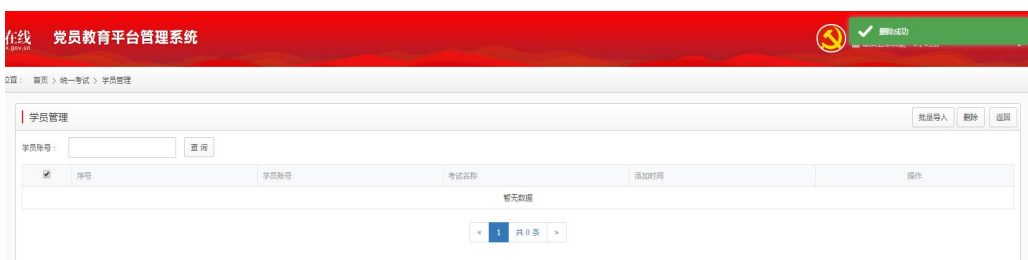 在线 党员教育平台管理系统
删除成功
位置： 首页 > 统一考试 > 学员管理
学员管理
批量导入 删除 返回
学员账号： 查询
序号 学员账号 考试名称 添加时间 操作
暂无数据
« 1 共 0 条 »